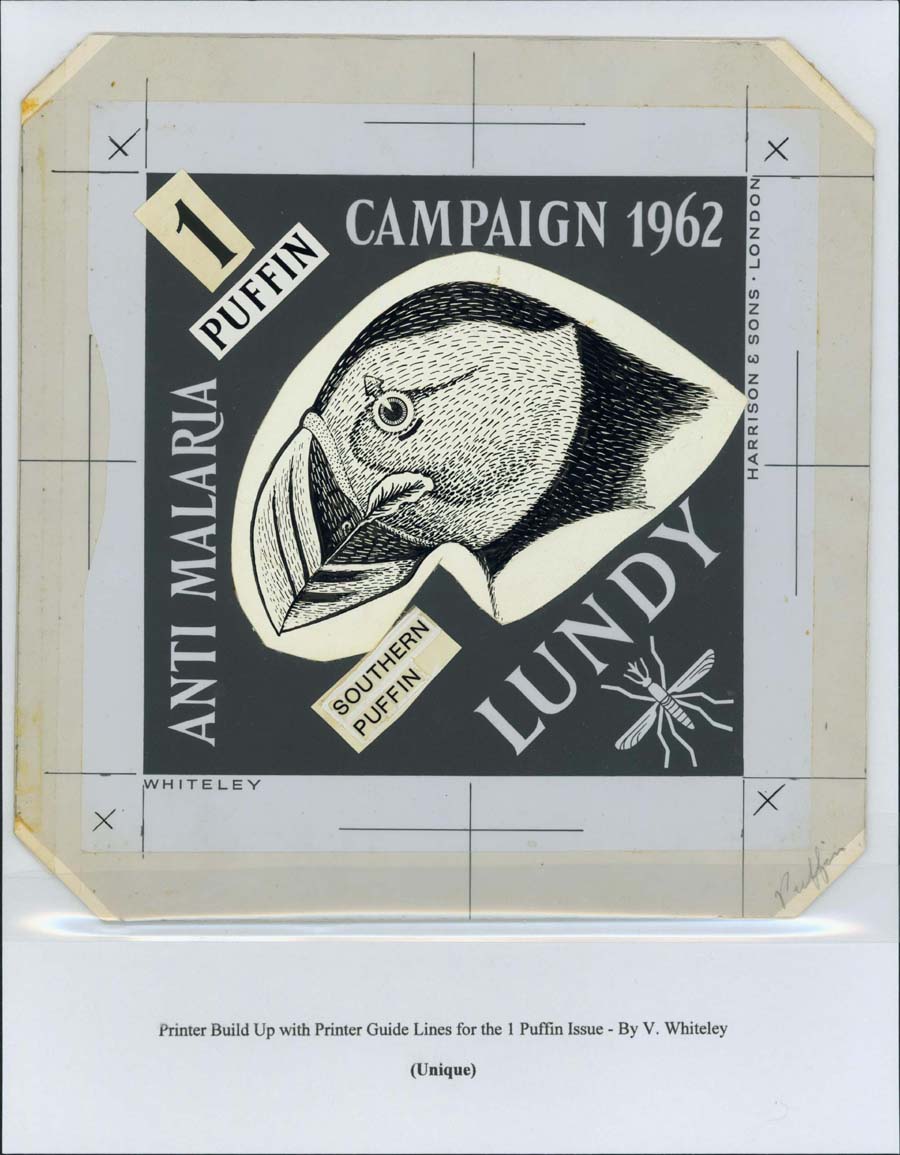 1
PUFFIN
CAMPAIGN 1962
HARRISON & SONS · LONDON
ANTI MALARIA
SOUTHERN
PUFFIN
LUNDY
WHITELEY
Puffin
Printer Build Up with Printer Guide Lines for the 1 Puffin Issue - By V. Whiteley
(Unique)